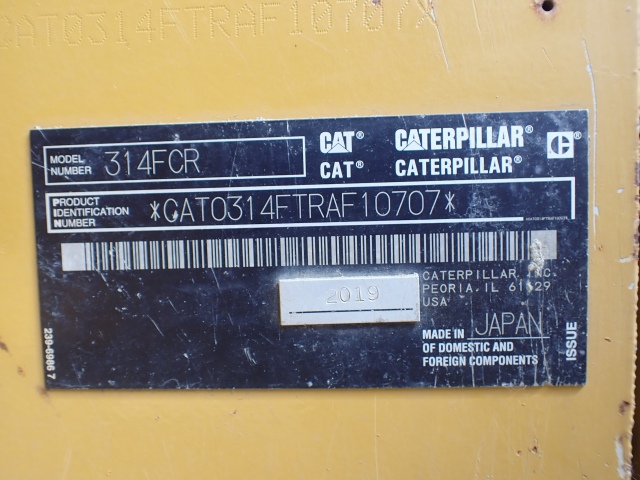 CAT0314FTRAF10707X
MODEL NUMBER 314FCR
CAT® CATERPILLAR®
CAT® CATERPILLAR®
PRODUCT IDENTIFICATION NUMBER *CAT0314FTRAF10707*
2019
CATERPILLAR, INC.
PEORIA, IL 61629
USA
MADE IN JAPAN
OF DOMESTIC AND
FOREIGN COMPONENTS
ISSUE
239-6986 7